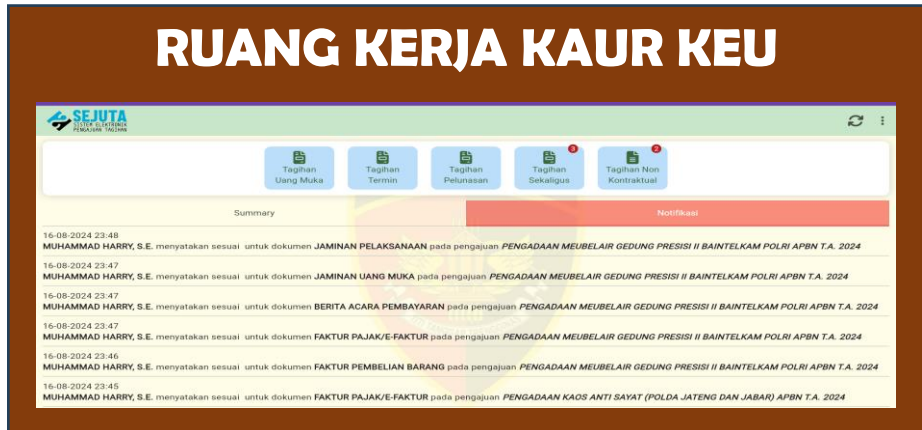 RUANG KERJA KAUR KEU
SEJUTA
SISTEM ELEKTRONIK
PENGAJUAN TAGIHAN
Tagihan
Uang Muka
Tagihan
Termin
Tagihan
Pelunasan
3
Tagihan
Sekaligus
2
Tagihan Non
Kontraktual
Summary
Notifikasi
16-08-2024 23:48
MUHAMMAD HARRY, S.E. menyatakan sesuai untuk dokumen JAMINAN PELAKSANAAN pada pengajuan PENGADAAN MEUBELAIR GEDUNG PRESISI II BAINTELKAM POLRI APBN T.A. 2024
16-08-2024 23:47
MUHAMMAD HARRY, S.E. menyatakan sesuai untuk dokumen JAMINAN UANG MUKA pada pengajuan PENGADAAN MEUBELAIR GEDUNG PRESISI II BAINTELKAM POLRI APBN T.A. 2024
16-08-2024 23:47
MUHAMMAD HARRY, S.E. menyatakan sesuai untuk dokumen BERITA ACARA PEMBAYARAN pada pengajuan PENGADAAN MEUBELAIR GEDUNG PRESISI II BAINTELKAM POLRI APBN T.A. 2024
16-08-2024 23:47
MUHAMMAD HARRY, S.E. menyatakan sesuai untuk dokumen FAKTUR PAJAK/E-FAKTUR pada pengajuan PENGADAAN MEUBELAIR GEDUNG PRESISI II BAINTELKAM POLRI APBN T.A. 2024
16-08-2024 23:46
MUHAMMAD HARRY, S.E. menyatakan sesuai untuk dokumen FAKTUR PEMBELIAN BARANG pada pengajuan PENGADAAN MEUBELAIR GEDUNG PRESISI II BAINTELKAM POLRI APBN T.A. 2024
16-08-2024 23:45
MUHAMMAD HARRY, S.E. menyatakan sesuai untuk dokumen FAKTUR PAJAK/E-FAKTUR pada pengajuan PENGADAAN KAOS ANTI SAYAT (POLDA JATENG DAN JABAR) APBN T.A. 2024